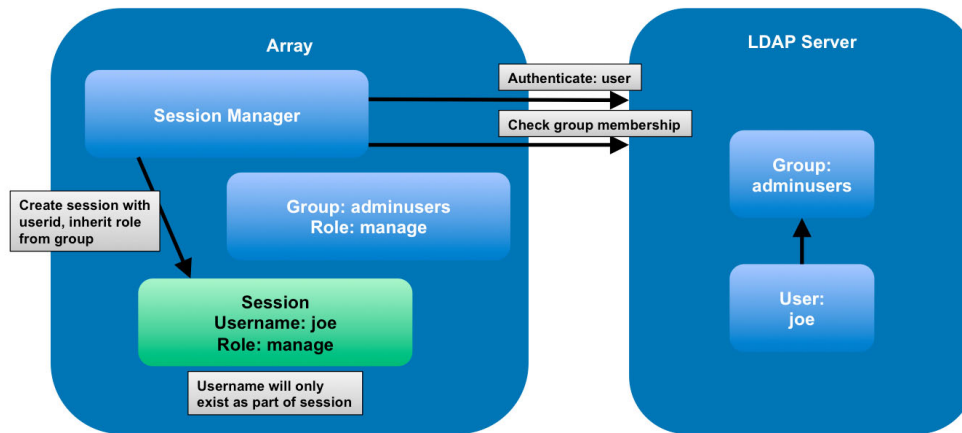 Array
LDAP Server
Authenticate: user
Session Manager
Check group membership
Group:
adminusers
Create session with
userid, inherit role
from group
Group: adminusers
Role: manage
Session
Username: joe
Role: manage
User:
joe
Username will only
exist as part of session